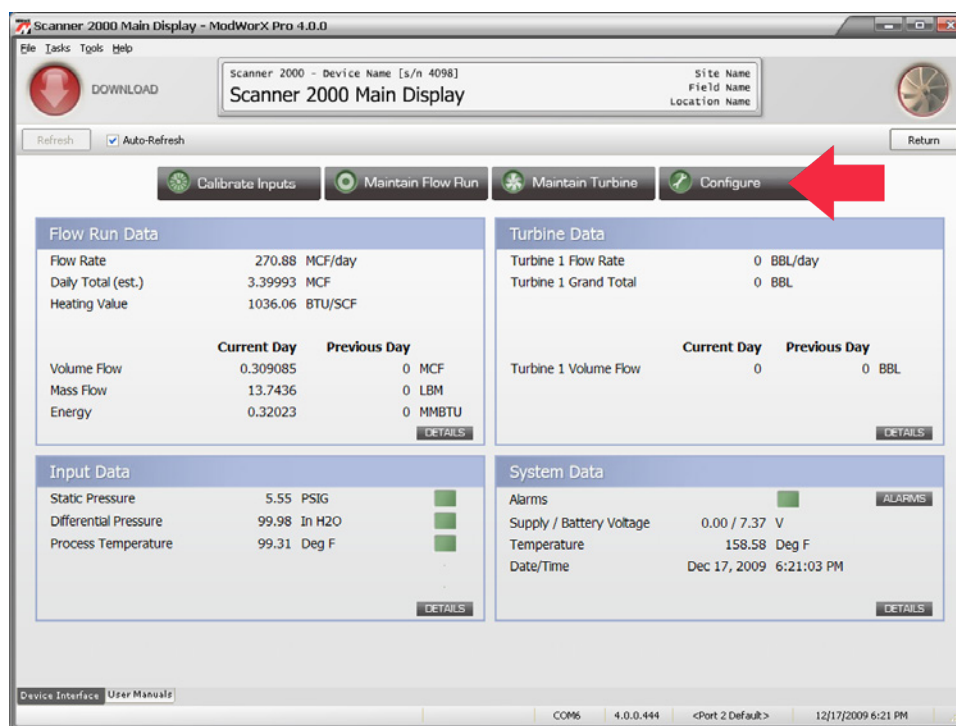 Scanner 2000 Main Display - ModWorX Pro 4.0.0
File Tasks Tools Help
DOWNLOAD
Scanner 2000 - Device Name [s/n 4098]
Scanner 2000 Main Display
Site Name
Field Name
Location Name
Refresh Auto-Refresh Return
Calibrate Inputs Maintain Flow Run Maintain Turbine Configure
Flow Run Data
Flow Rate 270.88 MCF/day
Daily Total (est.) 3.39993 MCF
Heating Value 1036.06 BTU/SCF
Current Day Previous Day
Volume Flow 0.309085 0 MCF
Mass Flow 13.7436 0 LBM
Energy 0.32023 0 MMBTU
DETAILS
Turbine Data
Turbine 1 Flow Rate 0 BBL/day
Turbine 1 Grand Total 0 BBL
Current Day Previous Day
Turbine 1 Volume Flow 0 0 BBL
DETAILS
Input Data
Static Pressure 5.55 PSIG
Differential Pressure 99.98 In H2O
Process Temperature 99.31 Deg F
DETAILS
System Data
Alarms ALARMS
Supply / Battery Voltage 0.00 / 7.37 V
Temperature 158.58 Deg F
Date/Time Dec 17, 2009 6:21:03 PM
DETAILS
Device Interface User Manuals
COM6 4.0.0.444 <Port 2 Default> 12/17/2009 6:21 PM